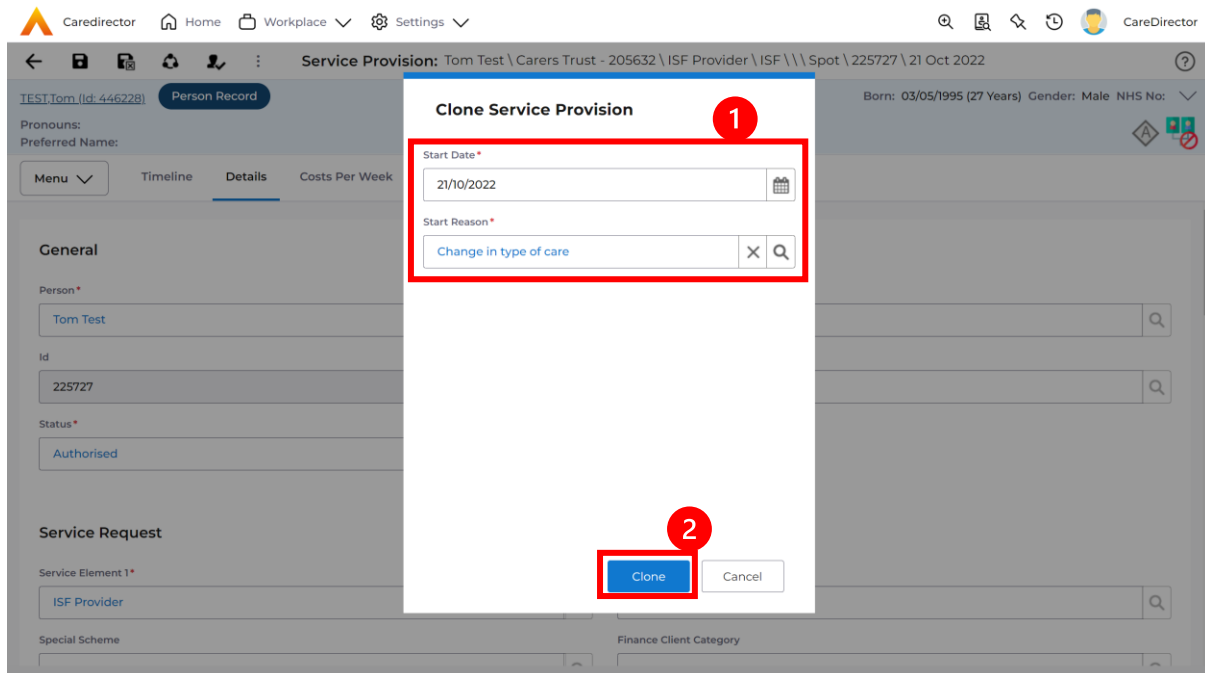 Caredirector Home Workplace Settings CareDirector
Service Provision: Tom Test \ Carers Trust - 205632 \ ISF Provider \ ISF \ \ \ Spot \ 225727 \ 21 Oct 2022
TEST,Tom (Id: 446228) Person Record Born: 03/05/1995 (27 Years) Gender: Male NHS No:
Pronouns:
Preferred Name:
A
Menu Timeline Details Costs Per Week
Clone Service Provision
1
Start Date*
21/10/2022
Start Reason*
Change in type of care
2
Clone Cancel
General
Person*
Tom Test
Id
225727
Status*
Authorised
Service Request
Service Element 1*
ISF Provider
Special Scheme Finance Client Category